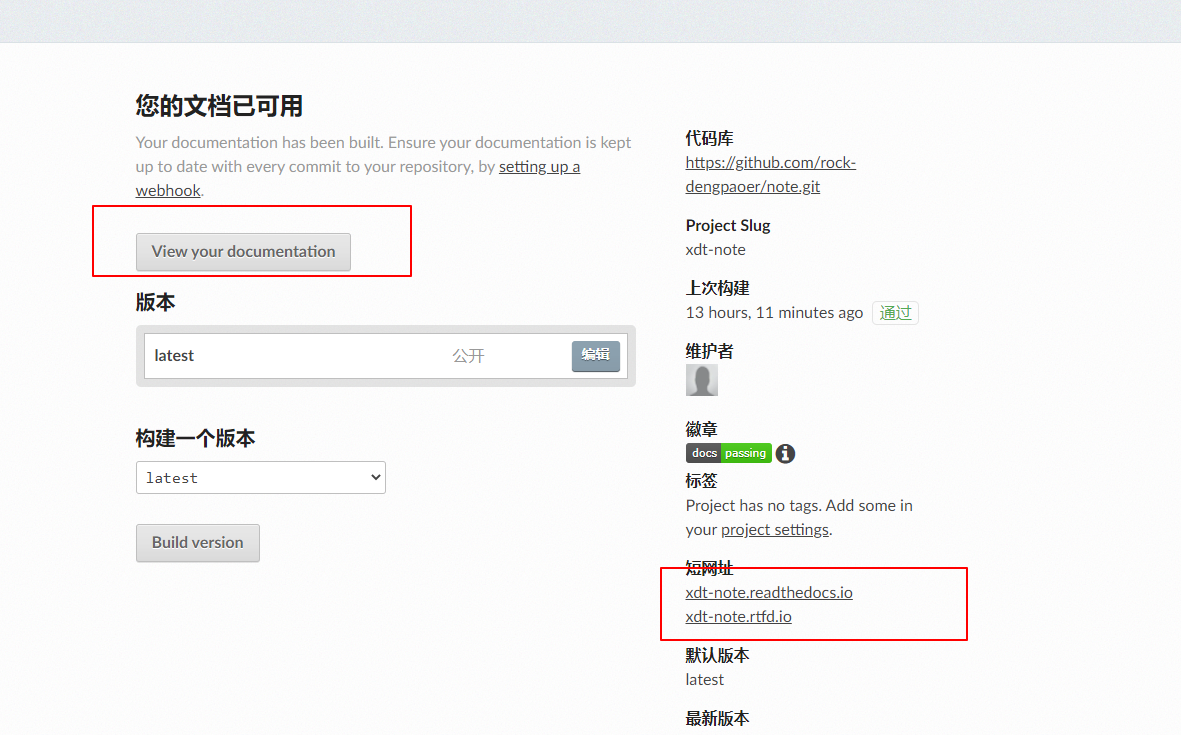 您的文档已可用
Your documentation has been built. Ensure your documentation is kept
up to date with every commit to your repository, by setting up a
webhook.
View your documentation
版本
latest 公开 编辑
构建一个版本
latest
Build version
代码库
https://github.com/rock-
dengpaoer/note.git
Project Slug
xdt-note
上次构建
13 hours, 11 minutes ago 通过
维护者
徽章
docs passing
标签
Project has no tags. Add some in
your project settings.
短网址
xdt-note.readthedocs.io
xdt-note.rtfd.io
默认版本
latest
最新版本